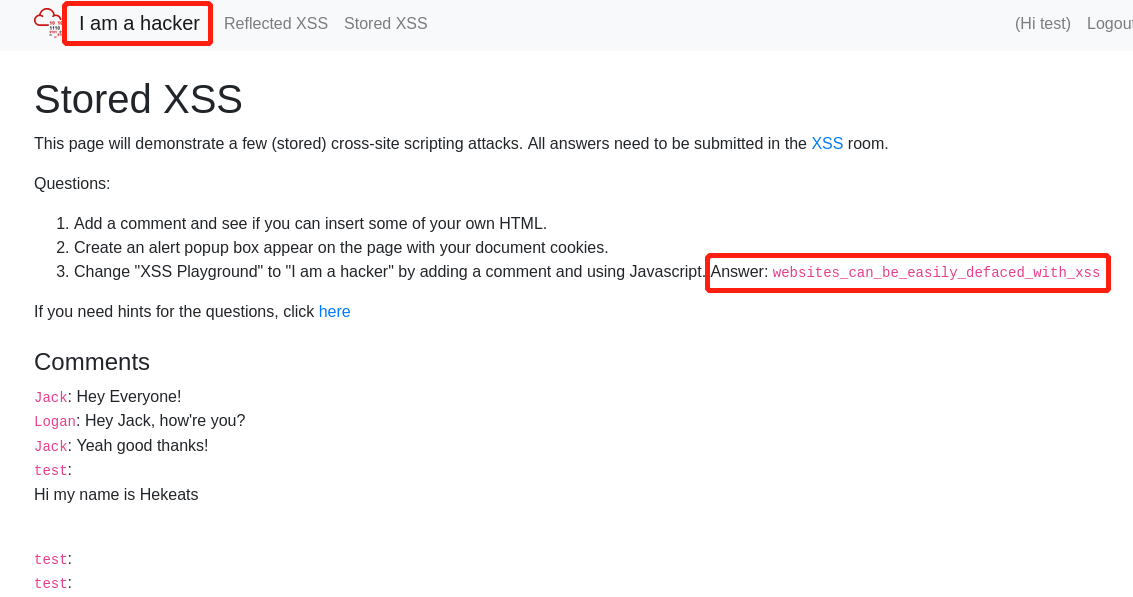 I am a hacker Reflected XSS Stored XSS (Hi test) Logout
Stored XSS
This page will demonstrate a few (stored) cross-site scripting attacks. All answers need to be submitted in the XSS room.
Questions:
1. Add a comment and see if you can insert some of your own HTML.
2. Create an alert popup box appear on the page with your document cookies.
3. Change "XSS Playground" to "I am a hacker" by adding a comment and using Javascript. Answer: websites_can_be_easily_defaced_with_xss
If you need hints for the questions, click here
Comments
Jack: Hey Everyone!
Logan: Hey Jack, how're you?
Jack: Yeah good thanks!
test:
Hi my name is Hekeats
test:
test: